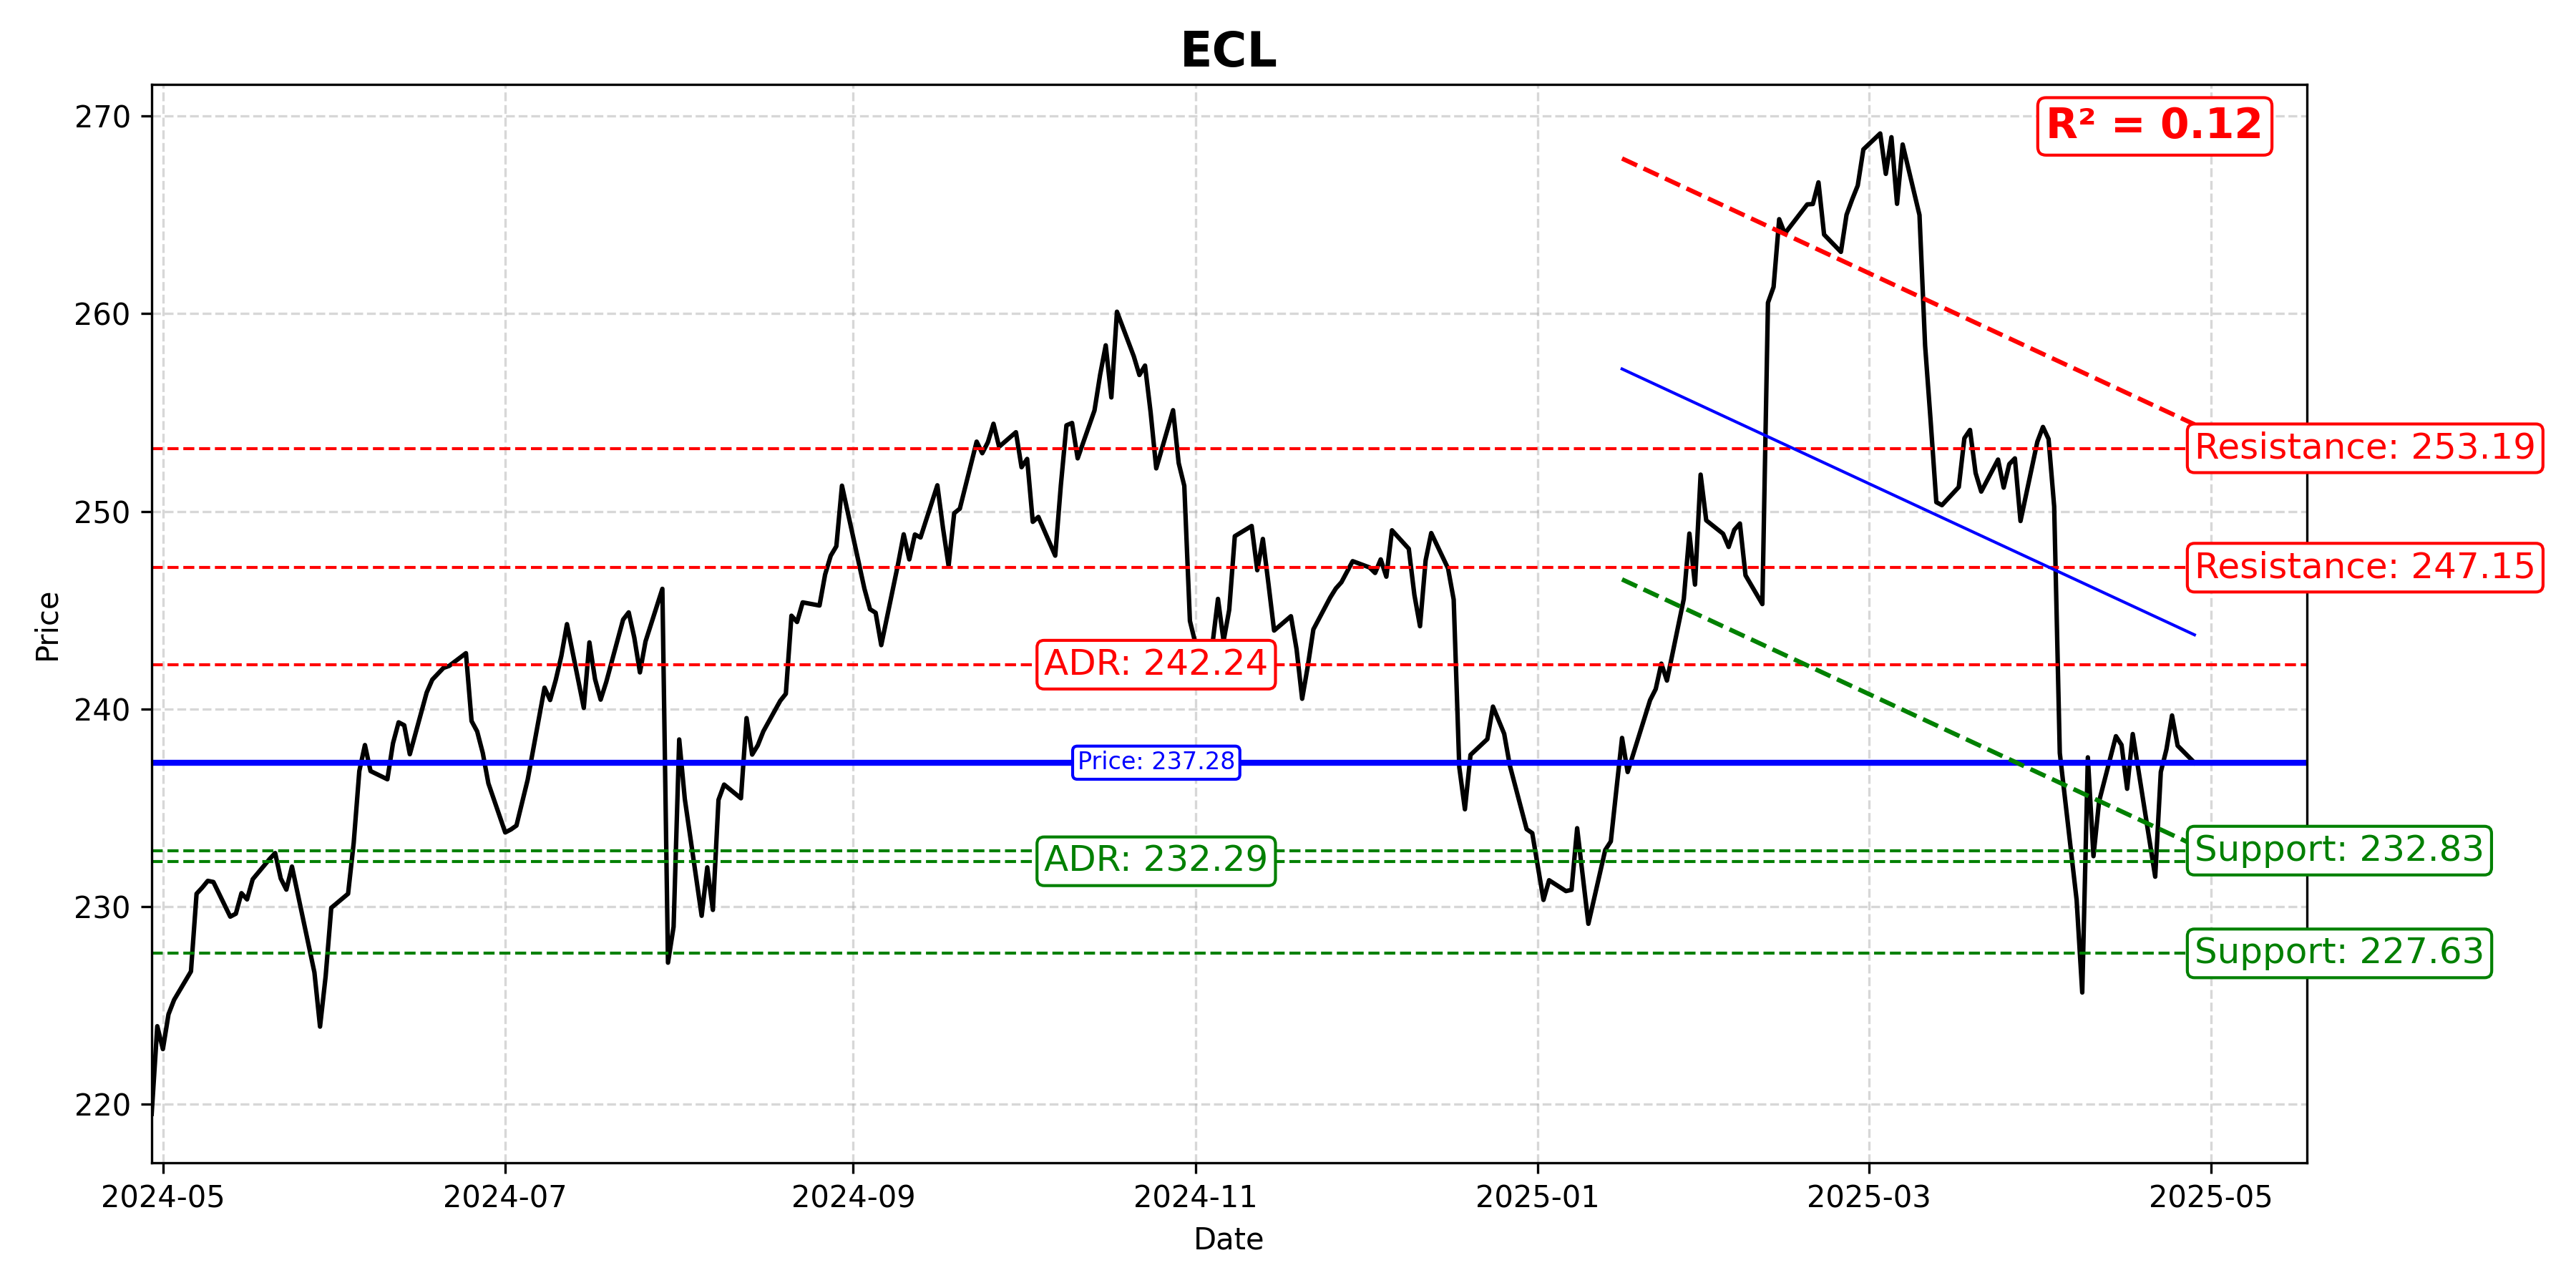 ECL
R² = 0.12
270
260
250
240
230
220
Price
Resistance: 253.19
Resistance: 247.15
ADR: 242.24
Price: 237.28
ADR: 232.29
Support: 232.83
Support: 227.63
2024-05
2024-07
2024-09
2024-11
2025-01
2025-03
2025-05
Date